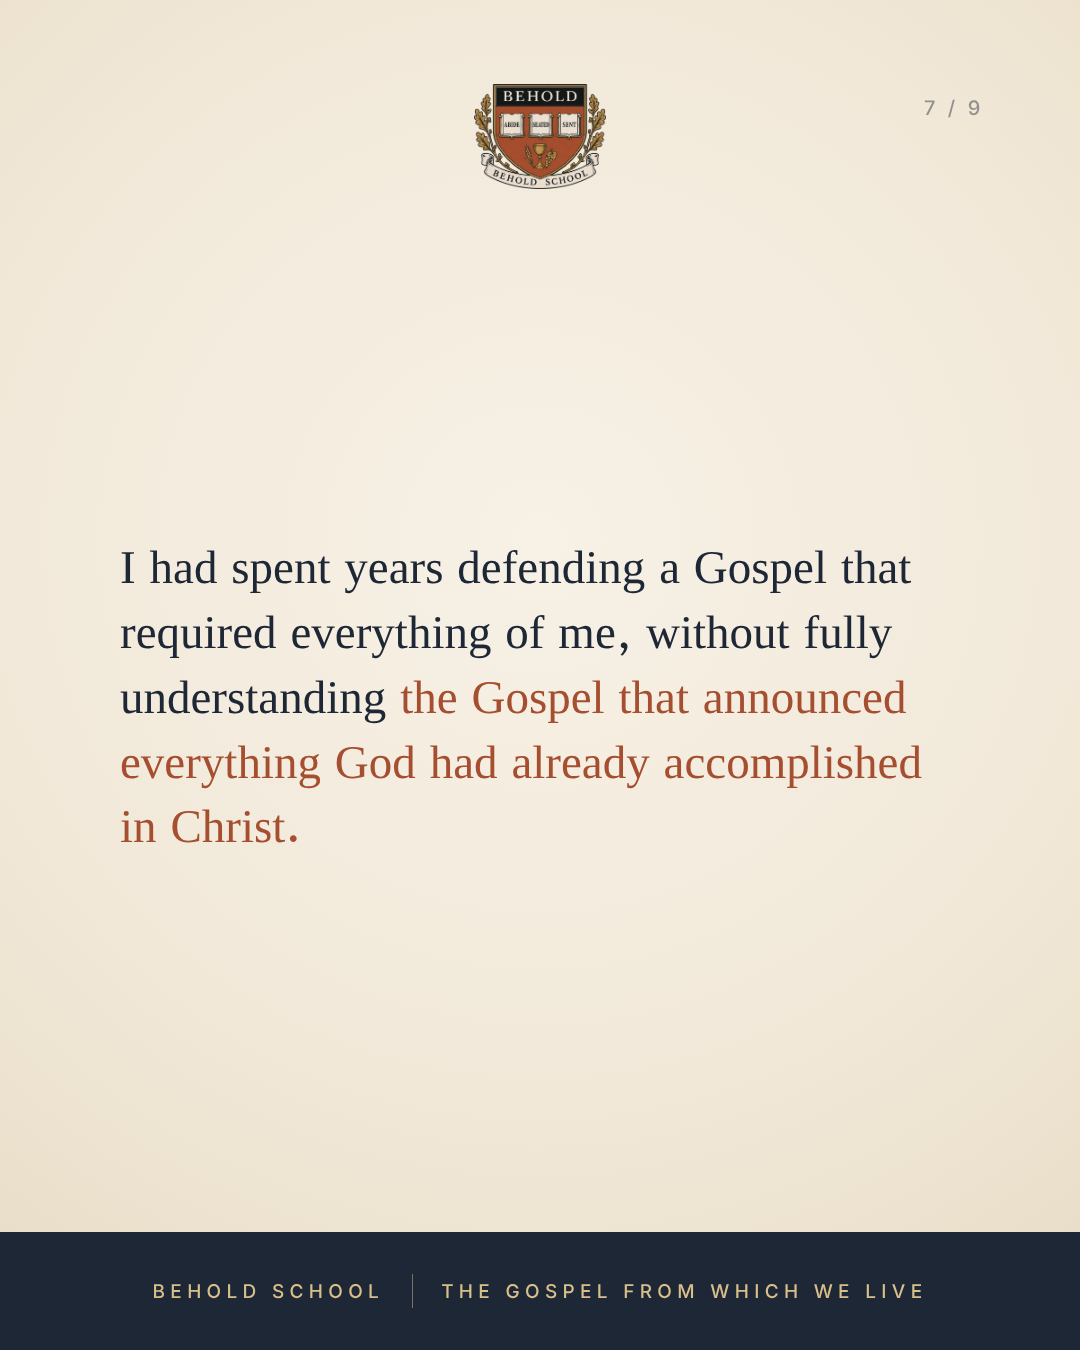 BEHOLD
ABIDE
SEATED
SENT
BEHOLD SCHOOL
7 / 9
I had spent years defending a Gospel that
required everything of me, without fully
understanding the Gospel that announced
everything God had already accomplished
in Christ.
BEHOLD SCHOOL
THE GOSPEL FROM WHICH WE LIVE